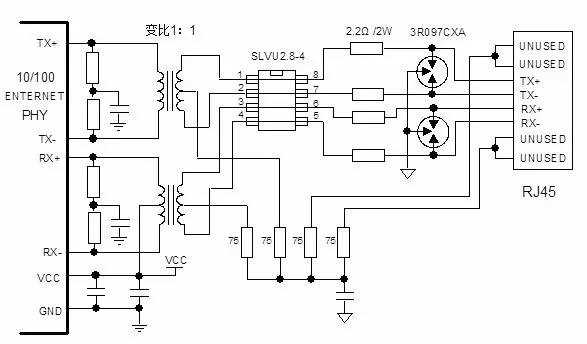 变比1：1
TX+
10/100
ENTERNET
PHY
TX-
RX+
RX-
VCC
GND
VCC
SLVU2.8-4
1
2
3
4
8
7
6
5
2.2Ω /2W
3R097CXA
75
75
75
75
UNUSED
UNUSED
TX+
TX-
RX+
RX-
UNUSED
UNUSED
RJ45